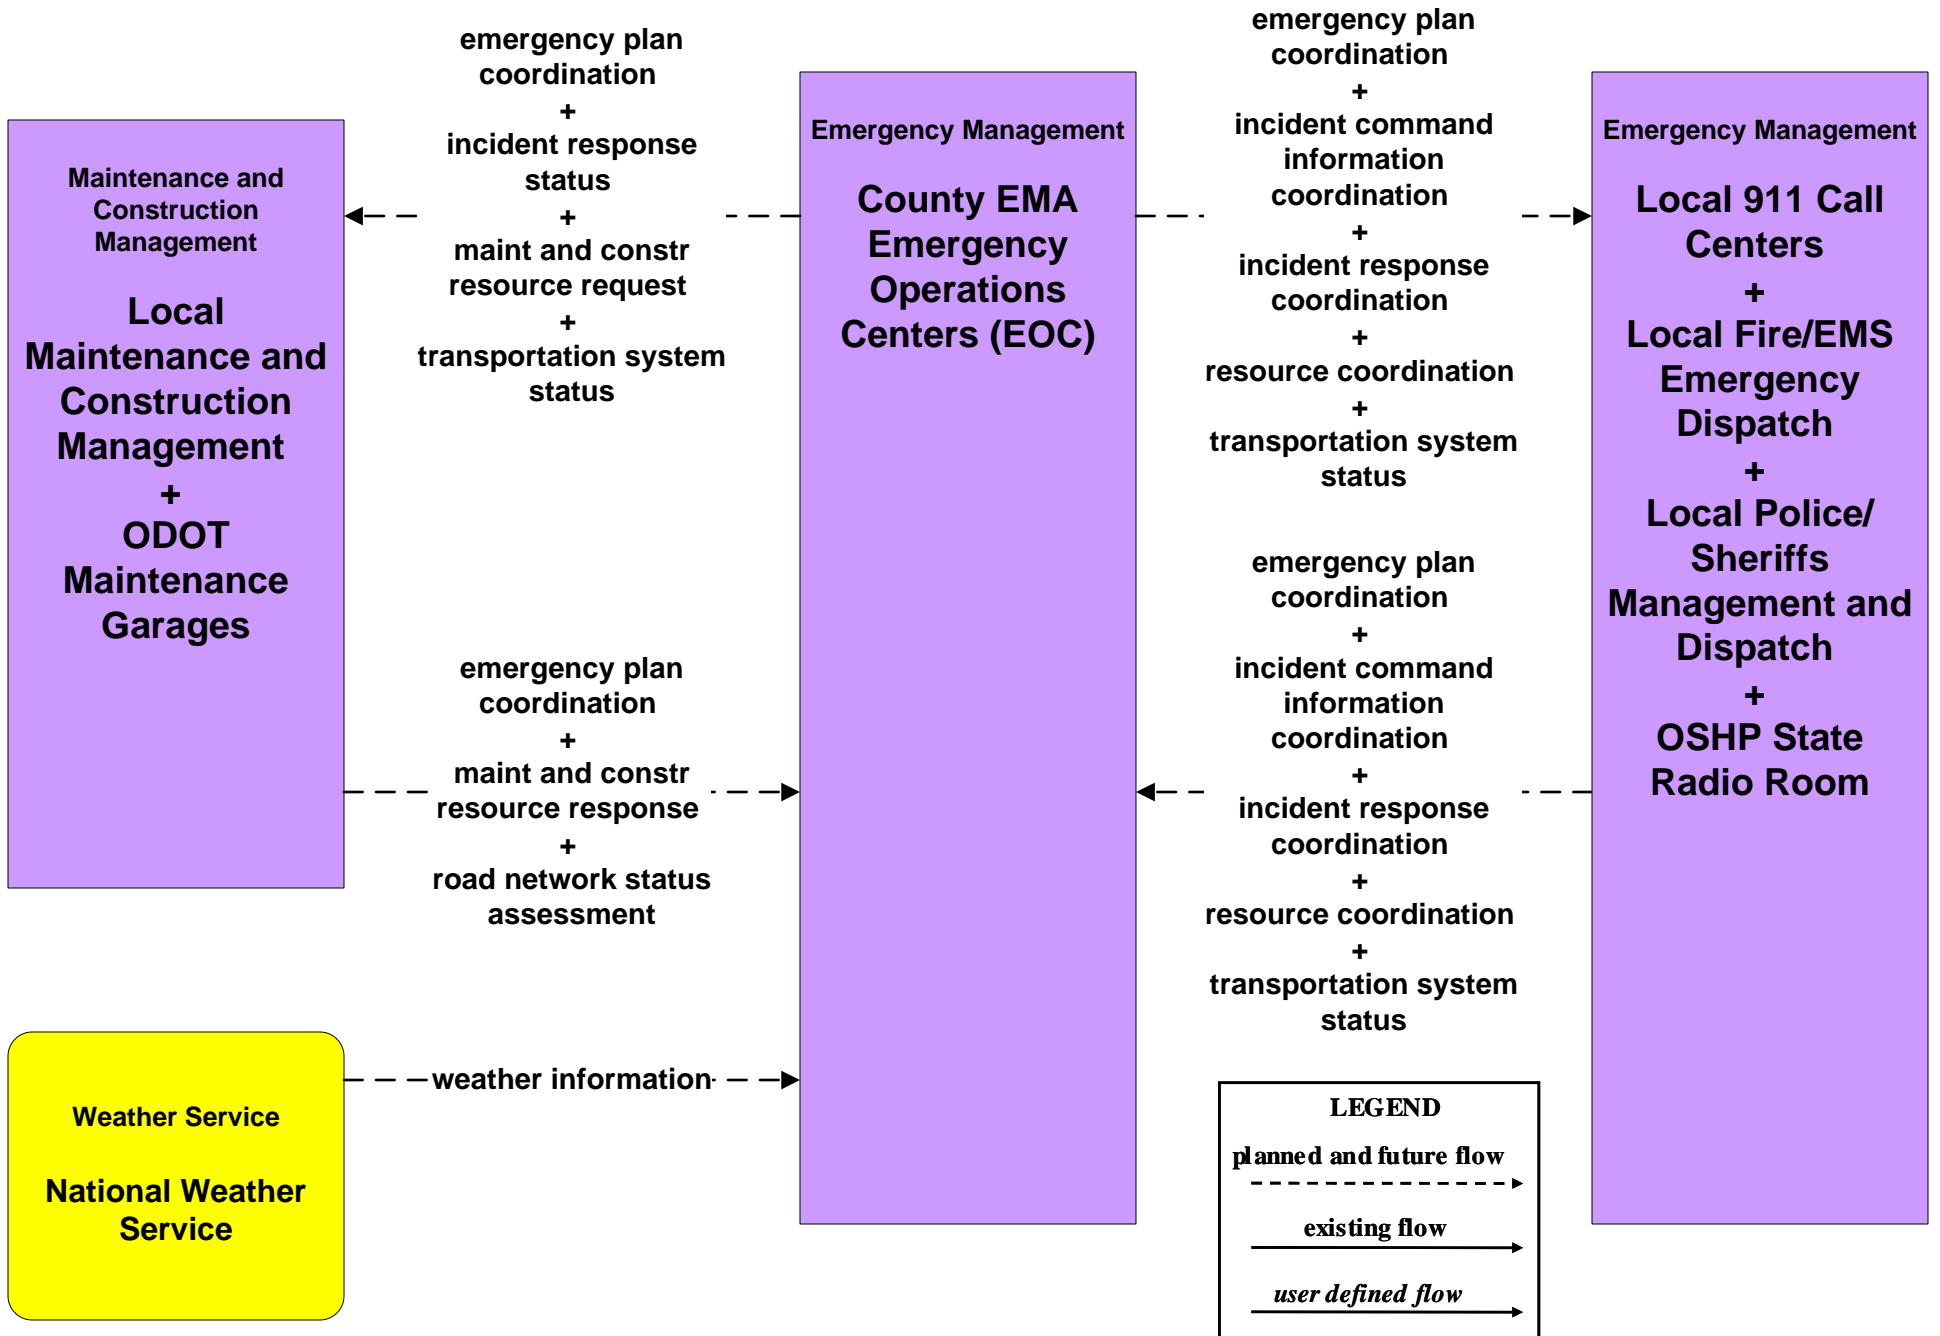 Maintenance and
Construction
Management
Local
Maintenance and
Construction
Management
+
ODOT
Maintenance
Garages
emergency plan
coordination
+
incident response
status
+
maint and constr
resource request
+
transportation system
status
emergency plan
coordination
+
maint and constr
resource response
+
road network status
assessment
Weather Service
National Weather
Service
weather information
Emergency Management
County EMA
Emergency
Operations
Centers (EOC)
emergency plan
coordination
+
incident command
information
coordination
+
incident response
coordination
+
resource coordination
+
transportation system
status
emergency plan
coordination
+
incident command
information
coordination
+
incident response
coordination
+
resource coordination
+
transportation system
status
Emergency Management
Local 911 Call
Centers
+
Local Fire/EMS
Emergency
Dispatch
+
Local Police/
Sheriffs
Management and
Dispatch
+
OSHP State
Radio Room
LEGEND
planned and future flow
existing flow
user defined flow